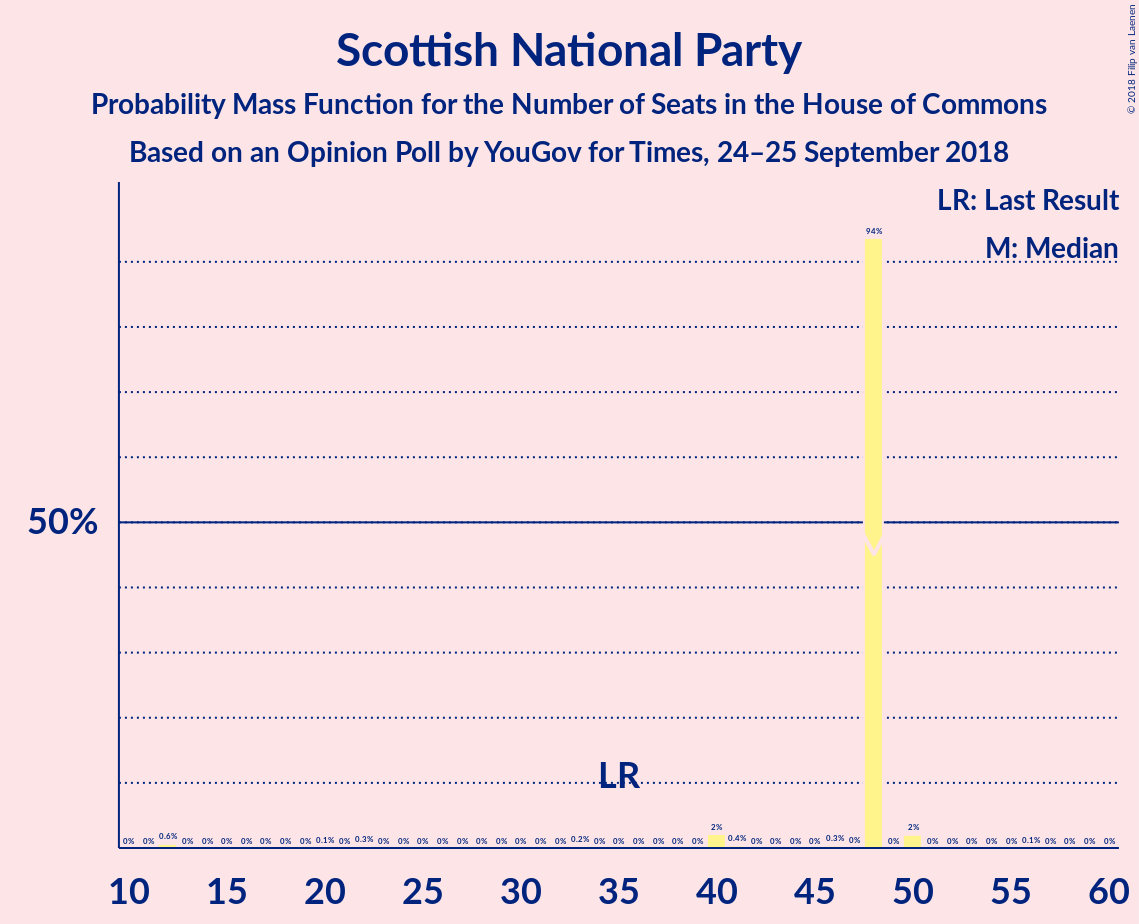 Scottish National Party
Probability Mass Function for the Number of Seats in the House of Commons
Based on an Opinion Poll by YouGov for Times, 24–25 September 2018
© 2018 Filip van Laenen
LR: Last Result
M: Median
94%
50%
LR
0% 0% 0.6% 0% 0% 0% 0% 0% 0% 0% 0.1% 0% 0.3% 0% 0% 0% 0% 0% 0% 0% 0% 0% 0% 0.2% 0% 0% 0% 0% 0% 0% 2% 0.4% 0% 0% 0% 0% 0.3% 0% 0% 2% 0% 0% 0% 0% 0% 0.1% 0% 0% 0% 0%
10 15 20 25 30 35 40 45 50 55 60